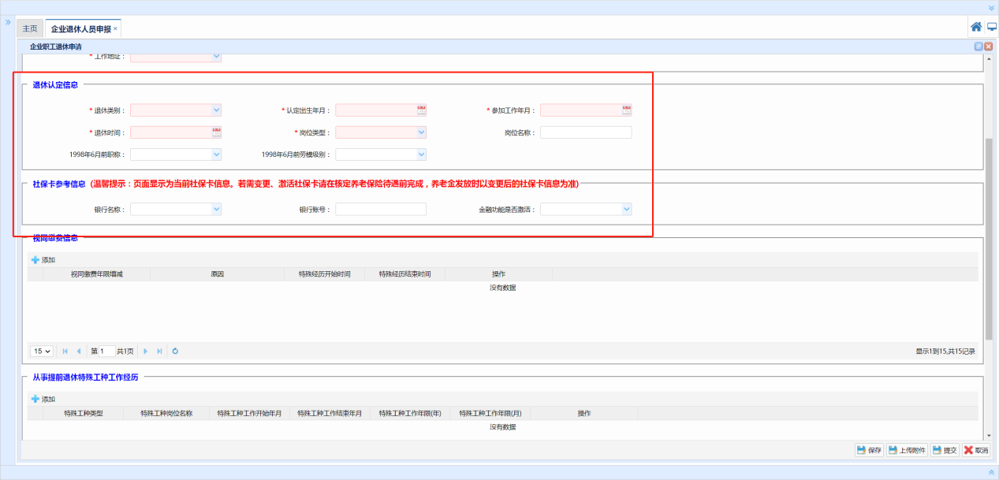 主页 企业退休人员申报 ×
企业职工退休申请
* 工作地址：
退休认定信息
* 退休类别： * 认定出生年月： * 参加工作年月：
* 退休时间： * 岗位类型： 岗位名称：
1998年6月前职称： 1998年6月前劳模级别：
社保卡参考信息 (温馨提示：页面显示为当前社保卡信息。若需变更、激活社保卡请在核定养老保险待遇前完成，养老金发放时以变更后的社保卡信息为准)
银行名称： 银行账号： 金融功能是否激活：
视同缴费信息
添加
视同缴费年限增减 原因 特殊经历开始时间 特殊经历结束时间 操作
没有数据
15 第 1 共1页 显示1到15,共15记录
从事提前退休特殊工种工作经历
添加
特殊工种类型 特殊工种岗位名称 特殊工种工作开始年月 特殊工种工作结束年月 特殊工种工作年限(年) 特殊工种工作年限(月) 操作
没有数据
保存 上传附件 提交 取消